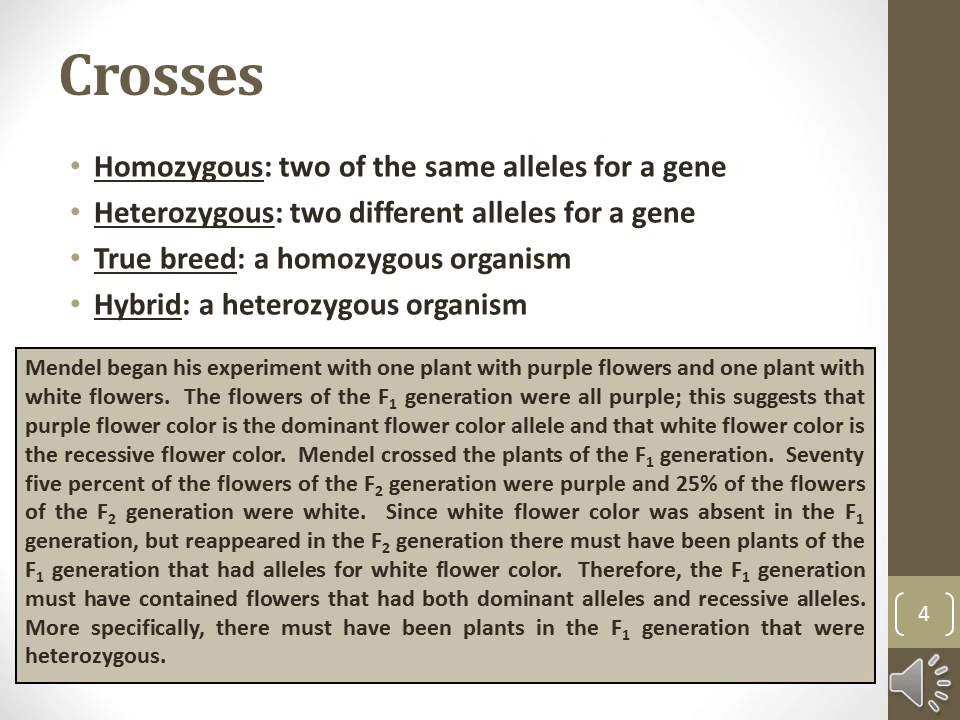 Crosses
• Homozygous: two of the same alleles for a gene
• Heterozygous: two different alleles for a gene
• True breed: a homozygous organism
• Hybrid: a heterozygous organism
Mendel began his experiment with one plant with purple flowers and one plant with
white flowers. The flowers of the F₁ generation were all purple; this suggests that
purple flower color is the dominant flower color allele and that white flower color is
the recessive flower color. Mendel crossed the plants of the F₁ generation. Seventy
five percent of the flowers of the F₂ generation were purple and 25% of the flowers
of the F₂ generation were white. Since white flower color was absent in the F₁
generation, but reappeared in the F₂ generation there must have been plants of the
F₁ generation that had alleles for white flower color. Therefore, the F₁ generation
must have contained flowers that had both dominant alleles and recessive alleles.
More specifically, there must have been plants in the F₁ generation that were
heterozygous.
4